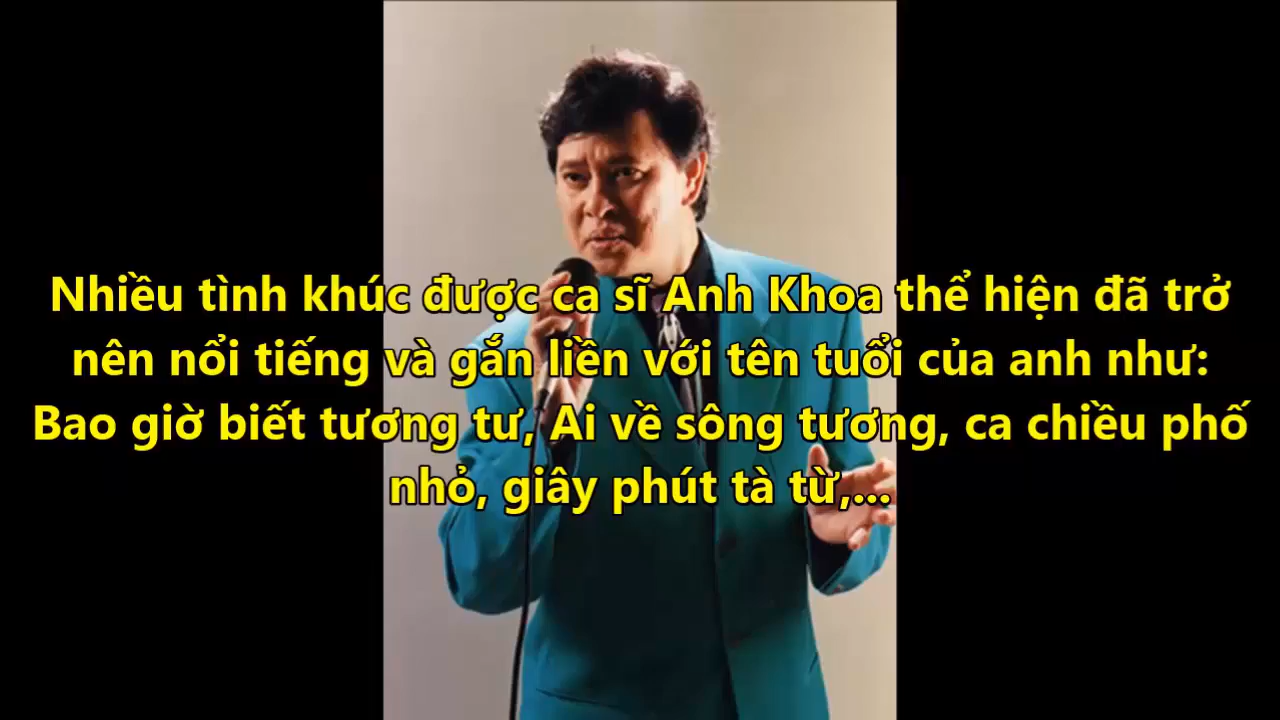 Nhiều tình khúc được ca sĩ Anh Khoa thể hiện đã trở
nên nổi tiếng và gắn liền với tên tuổi của anh như:
Bao giờ biết tương tư, Ai về sông tương, ca chiều phố
nhỏ, giây phút tà từ,...